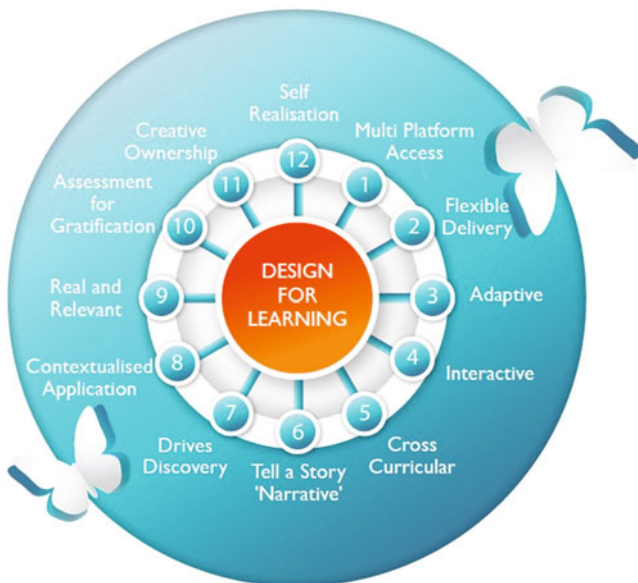 DESIGN
FOR
LEARNING
1
Multi Platform
Access
2
Flexible
Delivery
3
Adaptive
4
Interactive
5
Cross
Curricular
6
Tell a Story
'Narrative'
7
Drives
Discovery
8
Contextualised
Application
9
Real and
Relevant
10
Assessment
for
Gratification
11
Creative
Ownership
12
Self
Realisation